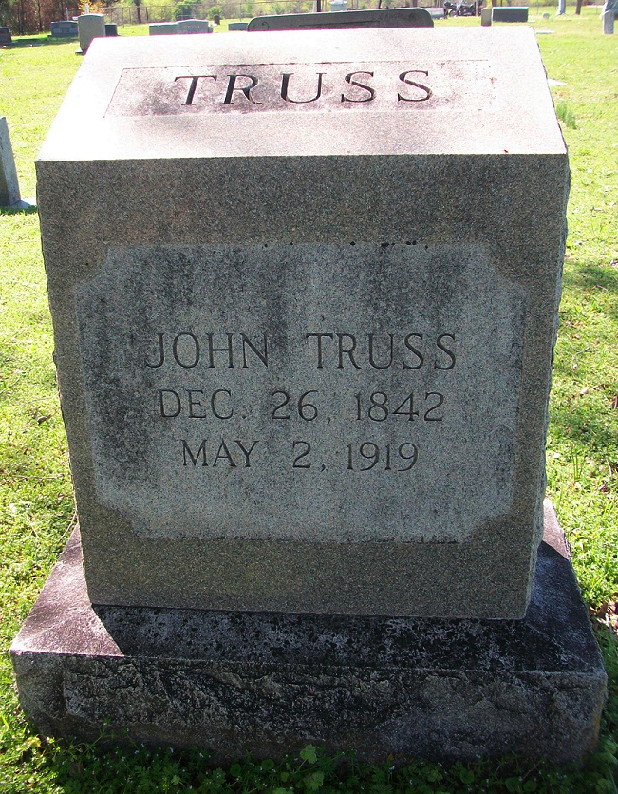 TRUSS
JOHN TRUSS
DEC. 26, 1842
MAY 2, 1919